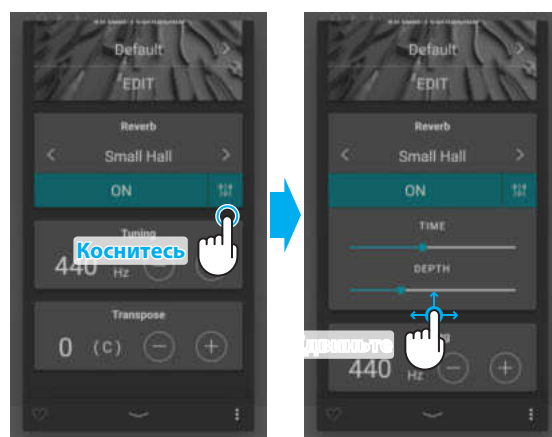 Default
EDIT
Reverb
Small Hall
ON
Tuning
Коснитесь
440 Hz
Transpose
0 (C)
Default
EDIT
Reverb
Small Hall
ON
TIME
DEPTH
440 Hz